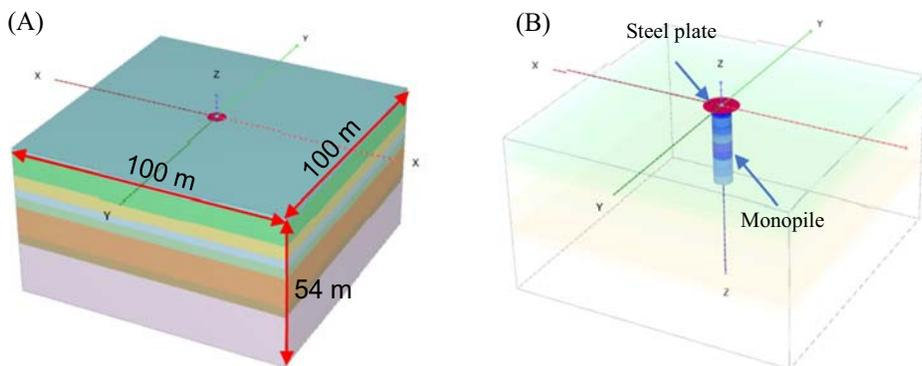 (A)
(B)
Y
Steel plate
X
Z
100 m
100 m
X
Y
54 m
Y
X
Z
X
Y
Monopile
Z